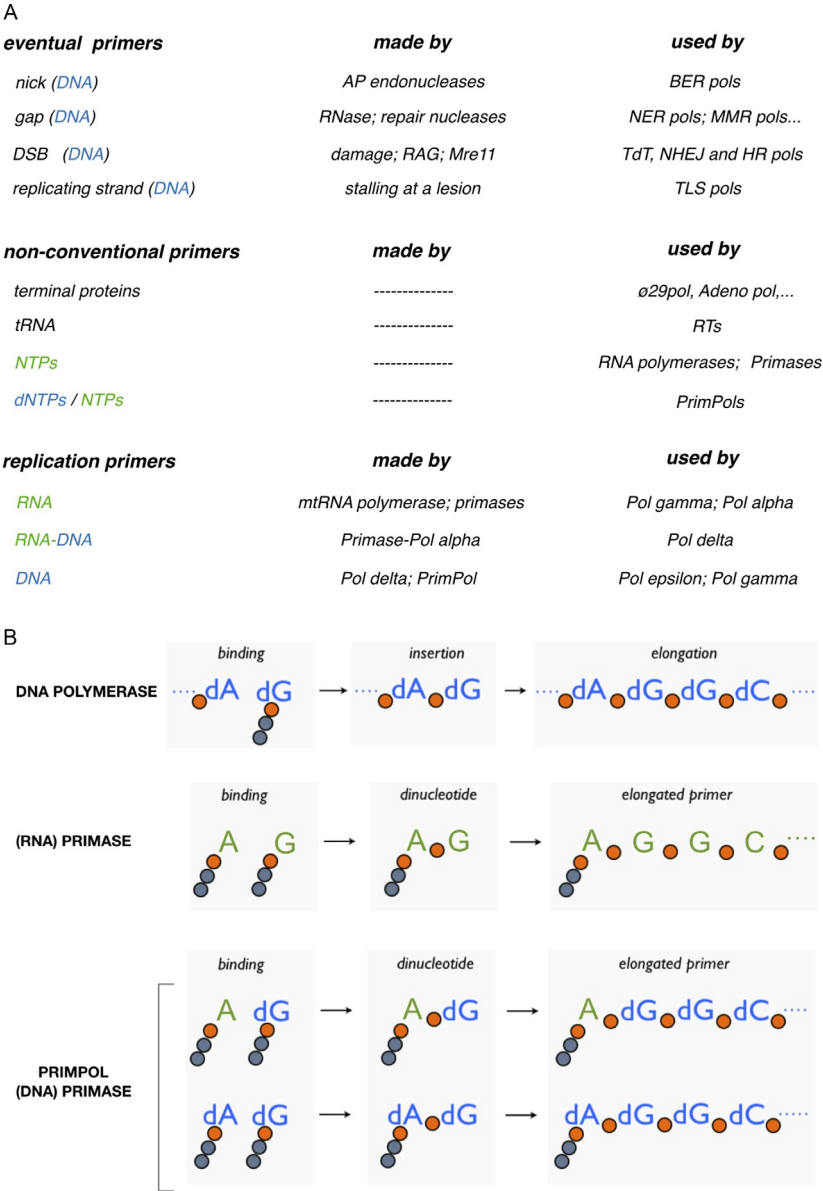 A
eventual primers made by used by
nick (DNA) AP endonucleases BER pols
gap (DNA) RNase; repair nucleases NER pols; MMR pols...
DSB (DNA) damage; RAG; Mre11 TdT, NHEJ and HR pols
replicating strand (DNA) stalling at a lesion TLS pols
non-conventional primers made by used by
terminal proteins -------------- ø29pol, Adeno pol,...
tRNA -------------- RTs
NTPs -------------- RNA polymerases; Primases
dNTPs / NTPs -------------- PrimPols
replication primers made by used by
RNA mtRNA polymerase; primases Pol gamma; Pol alpha
RNA-DNA Primase-Pol alpha Pol delta
DNA Pol delta; PrimPol Pol epsilon; Pol gamma
B
binding insertion elongation
DNA POLYMERASE dA dG dA dG dA dG dG dC
binding dinucleotide elongated primer
(RNA) PRIMASE A G A G A G G C
binding dinucleotide elongated primer
A dG A dG A dG dG dC
PRIMPOL
(DNA) PRIMASE
dA dG dA dG dA dG dG dC